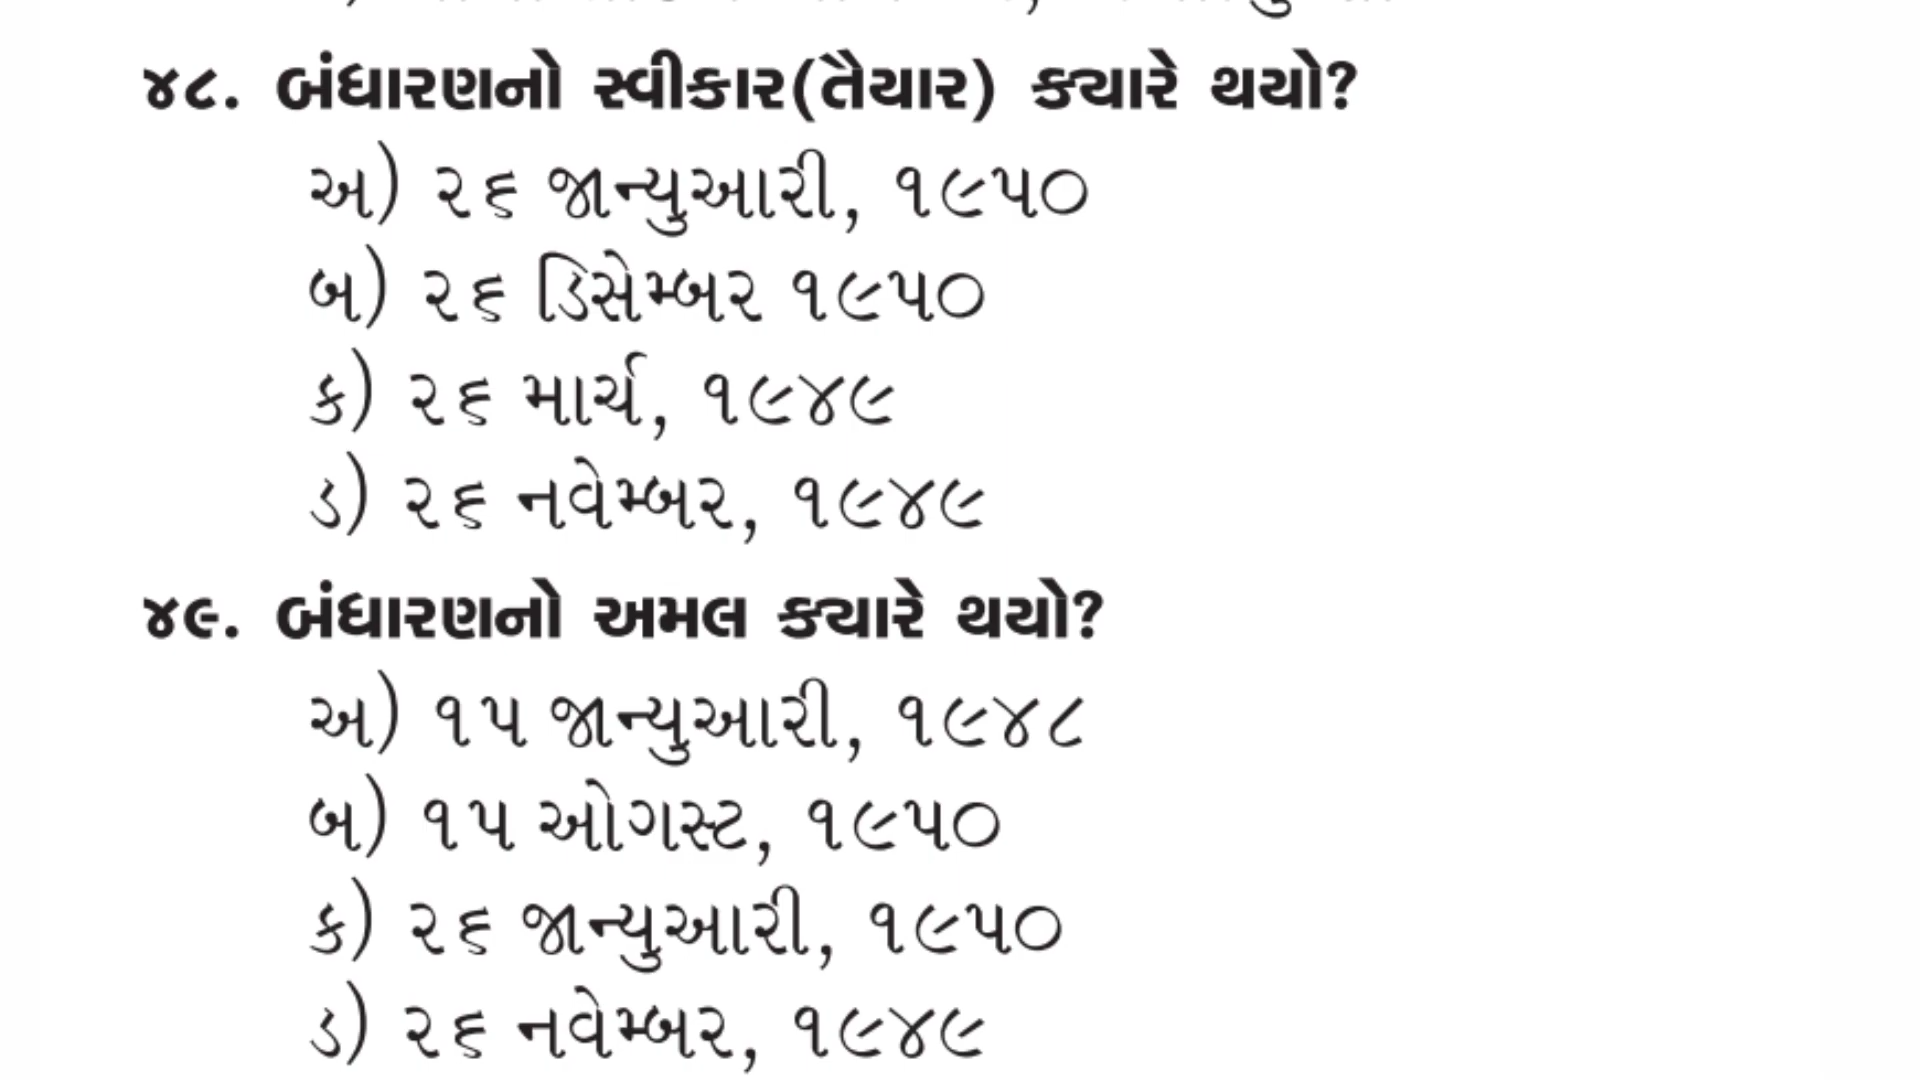 ૪૮. બંધારણનો સ્વીકાર(તૈયાર) ક્યારે થયો?
અ) ૨૬ જાન્યુઆરી, ૧૯૫૦
બ) ૨૬ ડિસેમ્બર ૧૯૫૦
ક) ૨૬ માર્ચ, ૧૯૪૯
ડ) ૨૬ નવેમ્બર, ૧૯૪૯
૪૯. બંધારણનો અમલ ક્યારે થયો?
અ) ૧૫ જાન્યુઆરી, ૧૯૪૮
બ) ૧૫ ઓગસ્ટ, ૧૯૫૦
ક) ૨૬ જાન્યુઆરી, ૧૯૫૦
ડ) ૨૬ નવેમ્બર, ૧૯૪૯